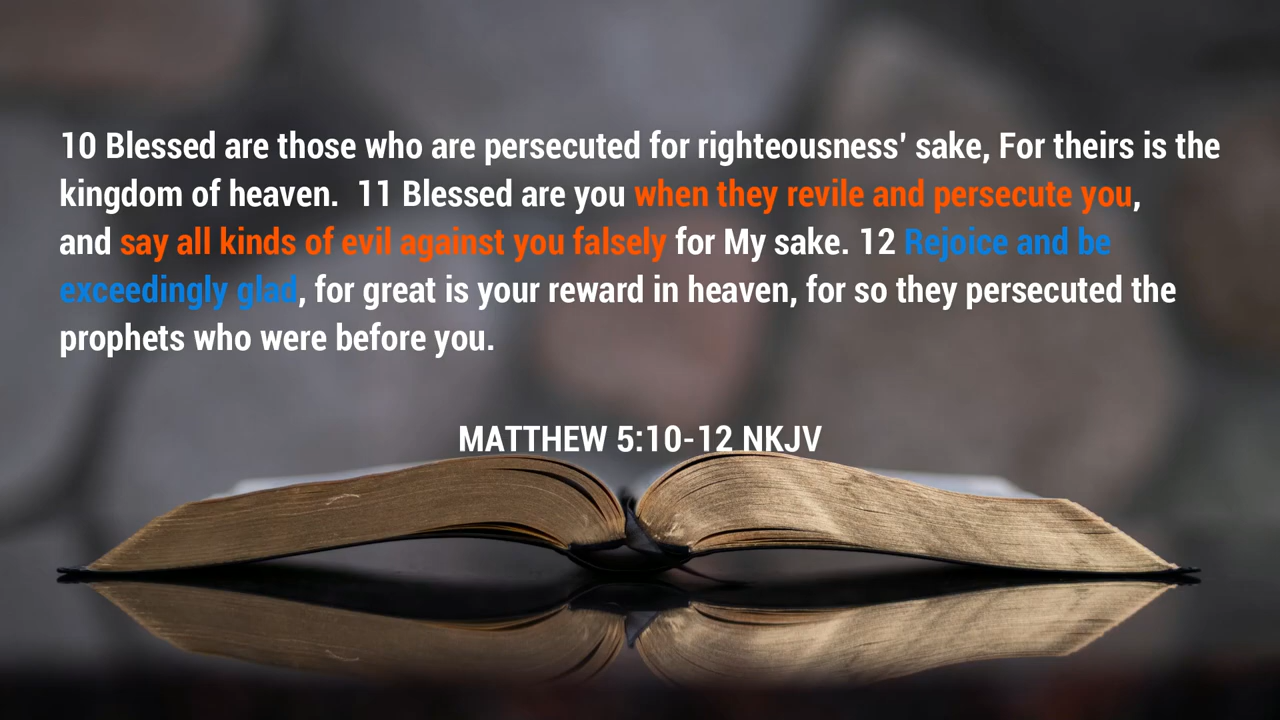 10 Blessed are those who are persecuted for righteousness’ sake, For theirs is the
kingdom of heaven.  11 Blessed are you when they revile and persecute you,
and say all kinds of evil against you falsely for My sake. 12 Rejoice and be
exceedingly glad, for great is your reward in heaven, for so they persecuted the
prophets who were before you.
MATTHEW 5:10-12 NKJV